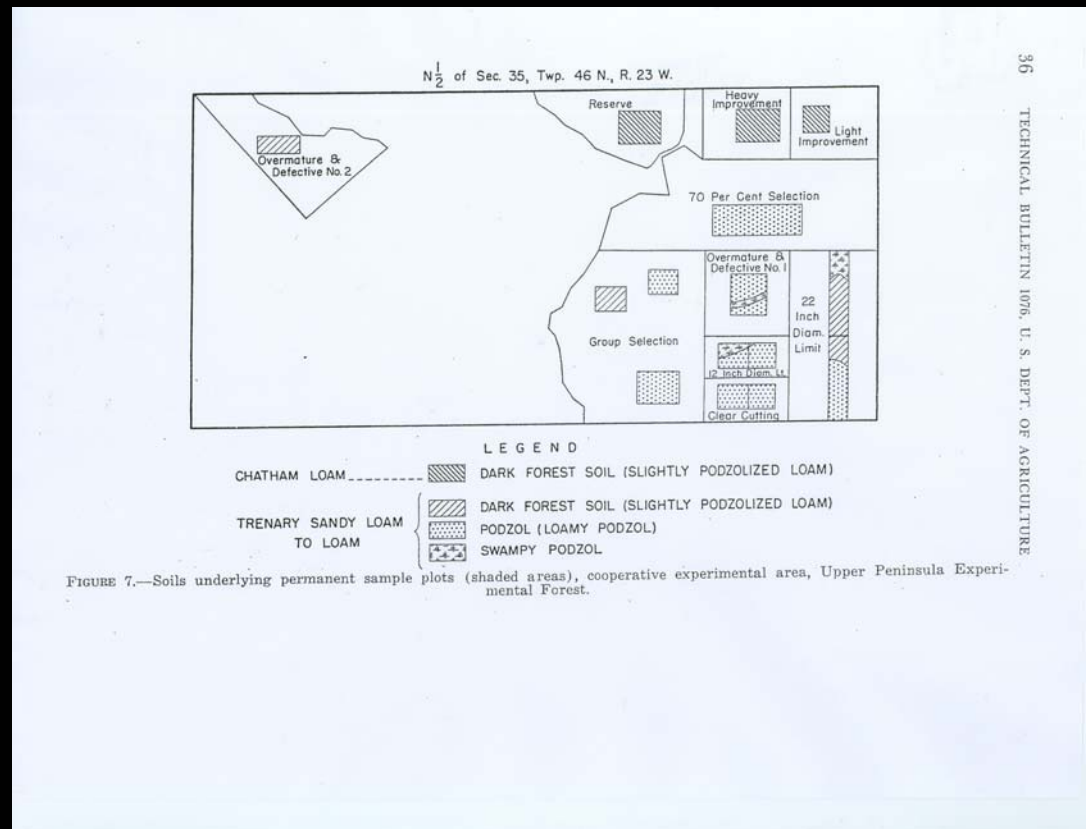 36 TECHNICAL BULLETIN 1076, U. S. DEPT. OF AGRICULTURE
N 1/2 of Sec. 35, Twp. 46 N., R. 23 W.
Reserve
Heavy
Improvement
Light
Improvement
Overmature &
Defective No. 2
70 Per Cent Selection
Overmature &
Defective No. 1
22
Inch
Diam.
Limit
Group Selection
12 Inch Diam. Lt.
Clear Cutting
LEGEND
CHATHAM LOAM_________ DARK FOREST SOIL (SLIGHTLY PODZOLIZED LOAM)
TRENARY SANDY LOAM
TO LOAM
DARK FOREST SOIL (SLIGHTLY PODZOLIZED LOAM)
PODZOL (LOAMY PODZOL)
SWAMPY PODZOL
FIGURE 7.—Soils underlying permanent sample plots (shaded areas), cooperative experimental area, Upper Peninsula Experi-
mental Forest.